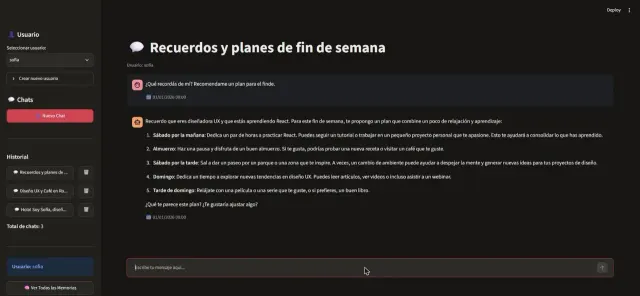 Deploy
Usuario
Seleccionar usuario:
sofia
Crear nuevo usuario
Chats
Nuevo Chat
Historial
Recuerdos y planes de ...
Diseño UX y Café en Ro...
Hola! Soy Sofía, diseñ...
Total de chats: 3
Usuario: sofia
Ver Todas las Memorias
Recuerdos y planes de fin de semana
Usuario: sofia
¿Qué recordás de mí? Recomendame un plan para el finde.
Recuerdo que eres diseñadora UX y que estás aprendiendo React. Para este fin de semana, te propongo un plan que combine un poco de relajación y aprendizaje:
1. Sábado por la mañana: Dedica un par de horas a practicar React. Puedes seguir un tutorial o trabajar en un pequeño proyecto personal que te apasione. Esto te ayudará a consolidar lo que has aprendido.
2. Almuerzo: Haz una pausa y disfruta de un buen almuerzo. Si te gusta, podrías probar una nueva receta o visitar un café que te guste.
3. Sábado por la tarde: Sal a dar un paseo por un parque o una zona que te inspire. A veces, un cambio de ambiente puede ayudar a despejar la mente y generar nuevas ideas para tus proyectos de diseño.
4. Domingo: Dedica un tiempo a explorar nuevas tendencias en diseño UX. Puedes leer artículos, ver videos o incluso asistir a un webinar.
5. Tarde de domingo: Relájate con una película o una serie que te guste, o si prefieres, un buen libro.
¿Qué te parece este plan? ¿Te gustaría ajustar algo?
Escribe tu mensaje aquí...